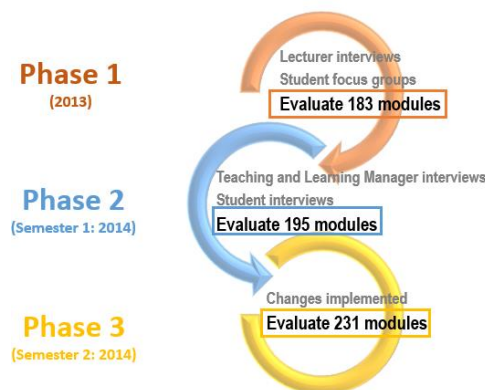 Phase 1
(2013)
Lecturer interviews
Student focus groups
Evaluate 183 modules
Phase 2
(Semester 1: 2014)
Teaching and Learning Manager interviews
Student interviews
Evaluate 195 modules
Phase 3
(Semester 2: 2014)
Changes implemented
Evaluate 231 modules